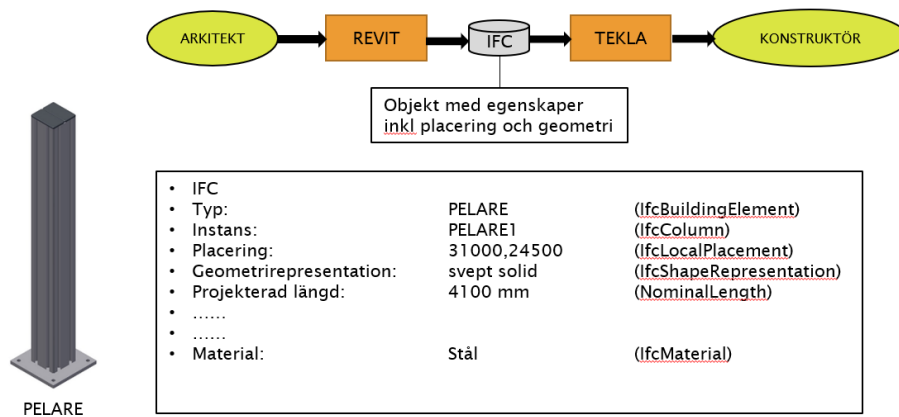 ARKITEKT REVIT IFC TEKLA KONSTRUKTÖR
Objekt med egenskaper
inkl placering och geometri
• IFC
• Typ: PELARE (IfcBuildingElement)
• Instans: PELARE1 (IfcColumn)
• Placering: 31000,24500 (IfcLocalPlacement)
• Geometrirepresentation: svept solid (IfcShapeRepresentation)
• Projekterad längd: 4100 mm (NominalLength)
• ……
• ……
• Material: Stål (IfcMaterial)
PELARE